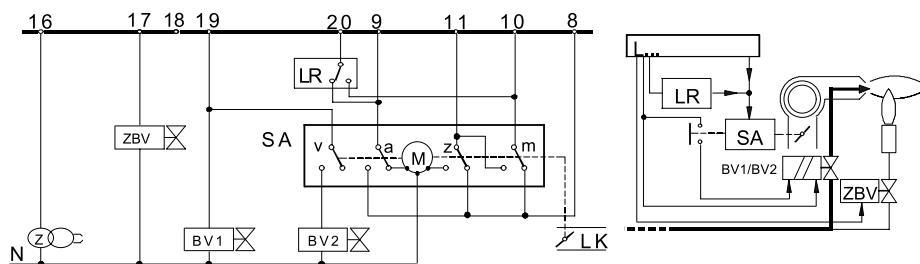 16 17 18 19 20 9 11 10 8
LR
SA
v a z m
M
ZBV
Z
BV1
BV2
LK
N
L
LR
SA
BV1/BV2
ZBV